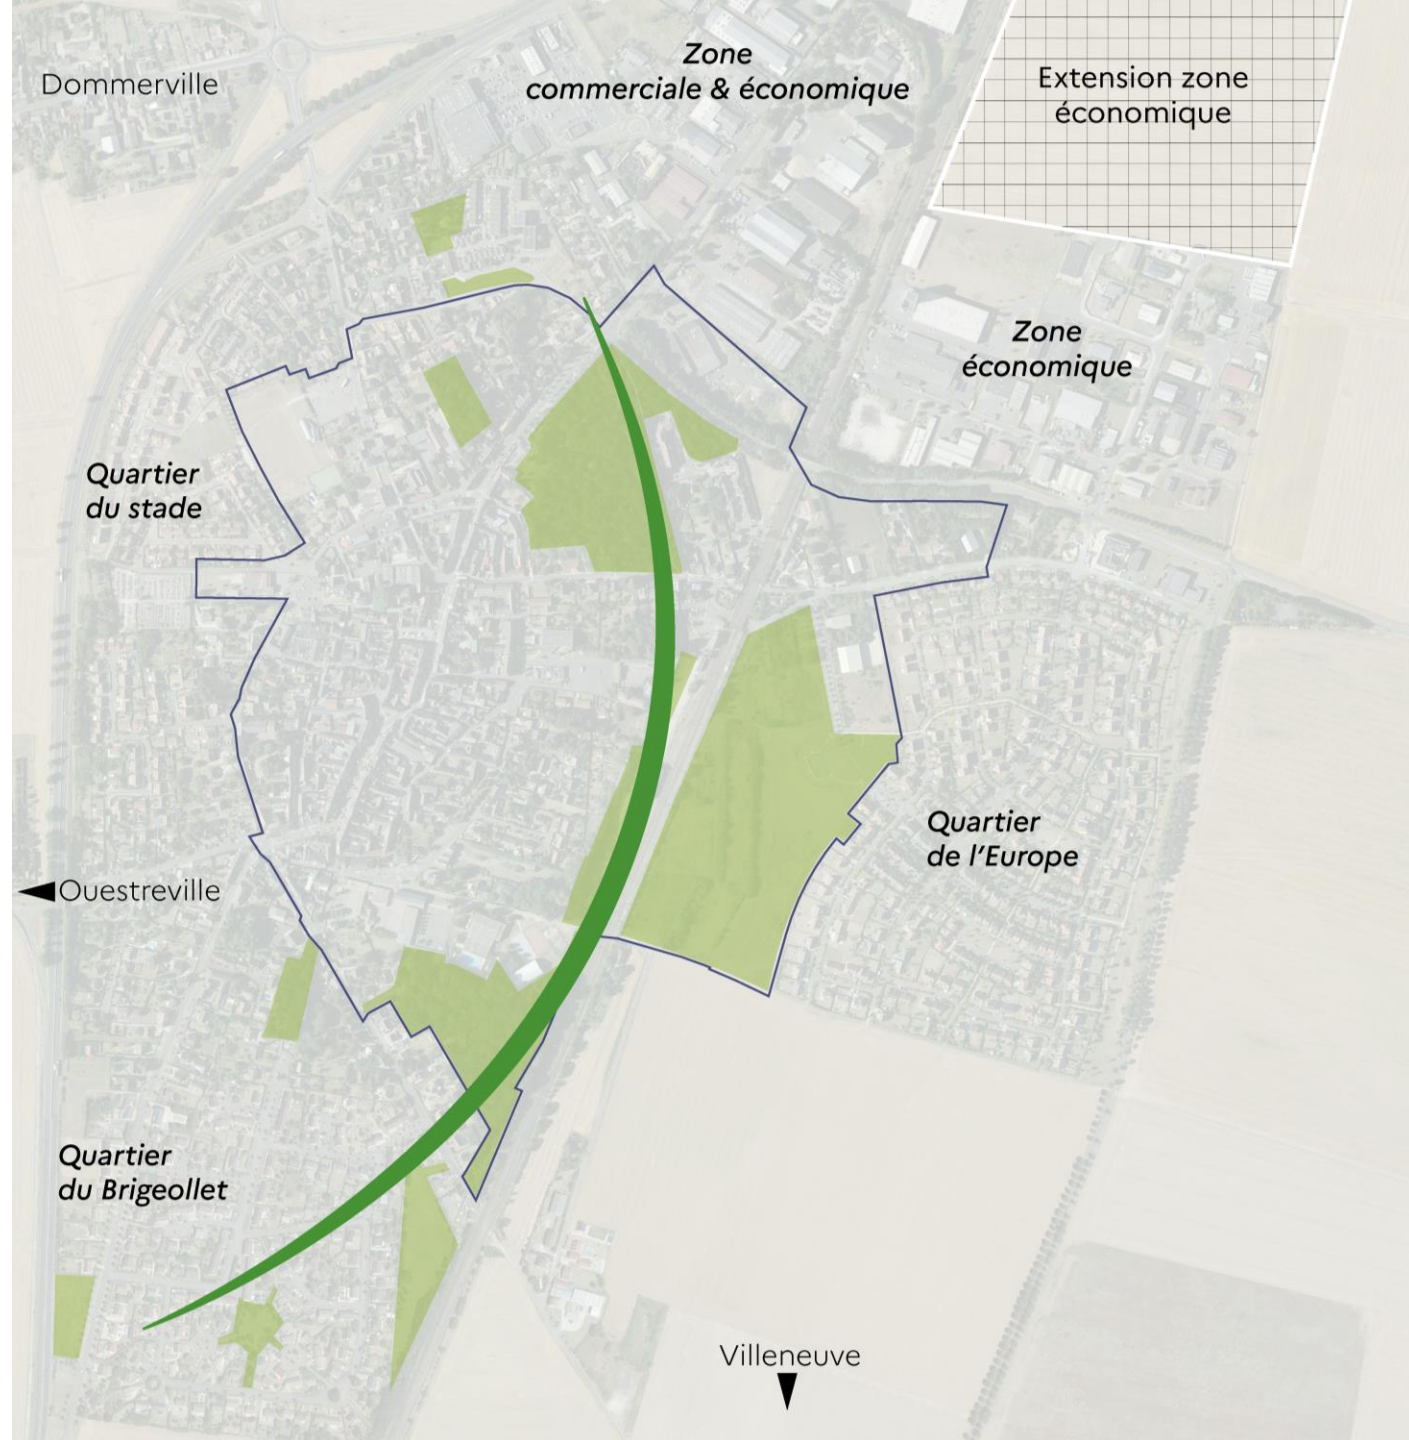 Zone
commerciale & économique
Dommerville
Extension zone
économique
Zone
économique
Quartier
du stade
Quartier
de l'Europe
Ouestreville
Quartier
du Brigeollet
Villeneuve